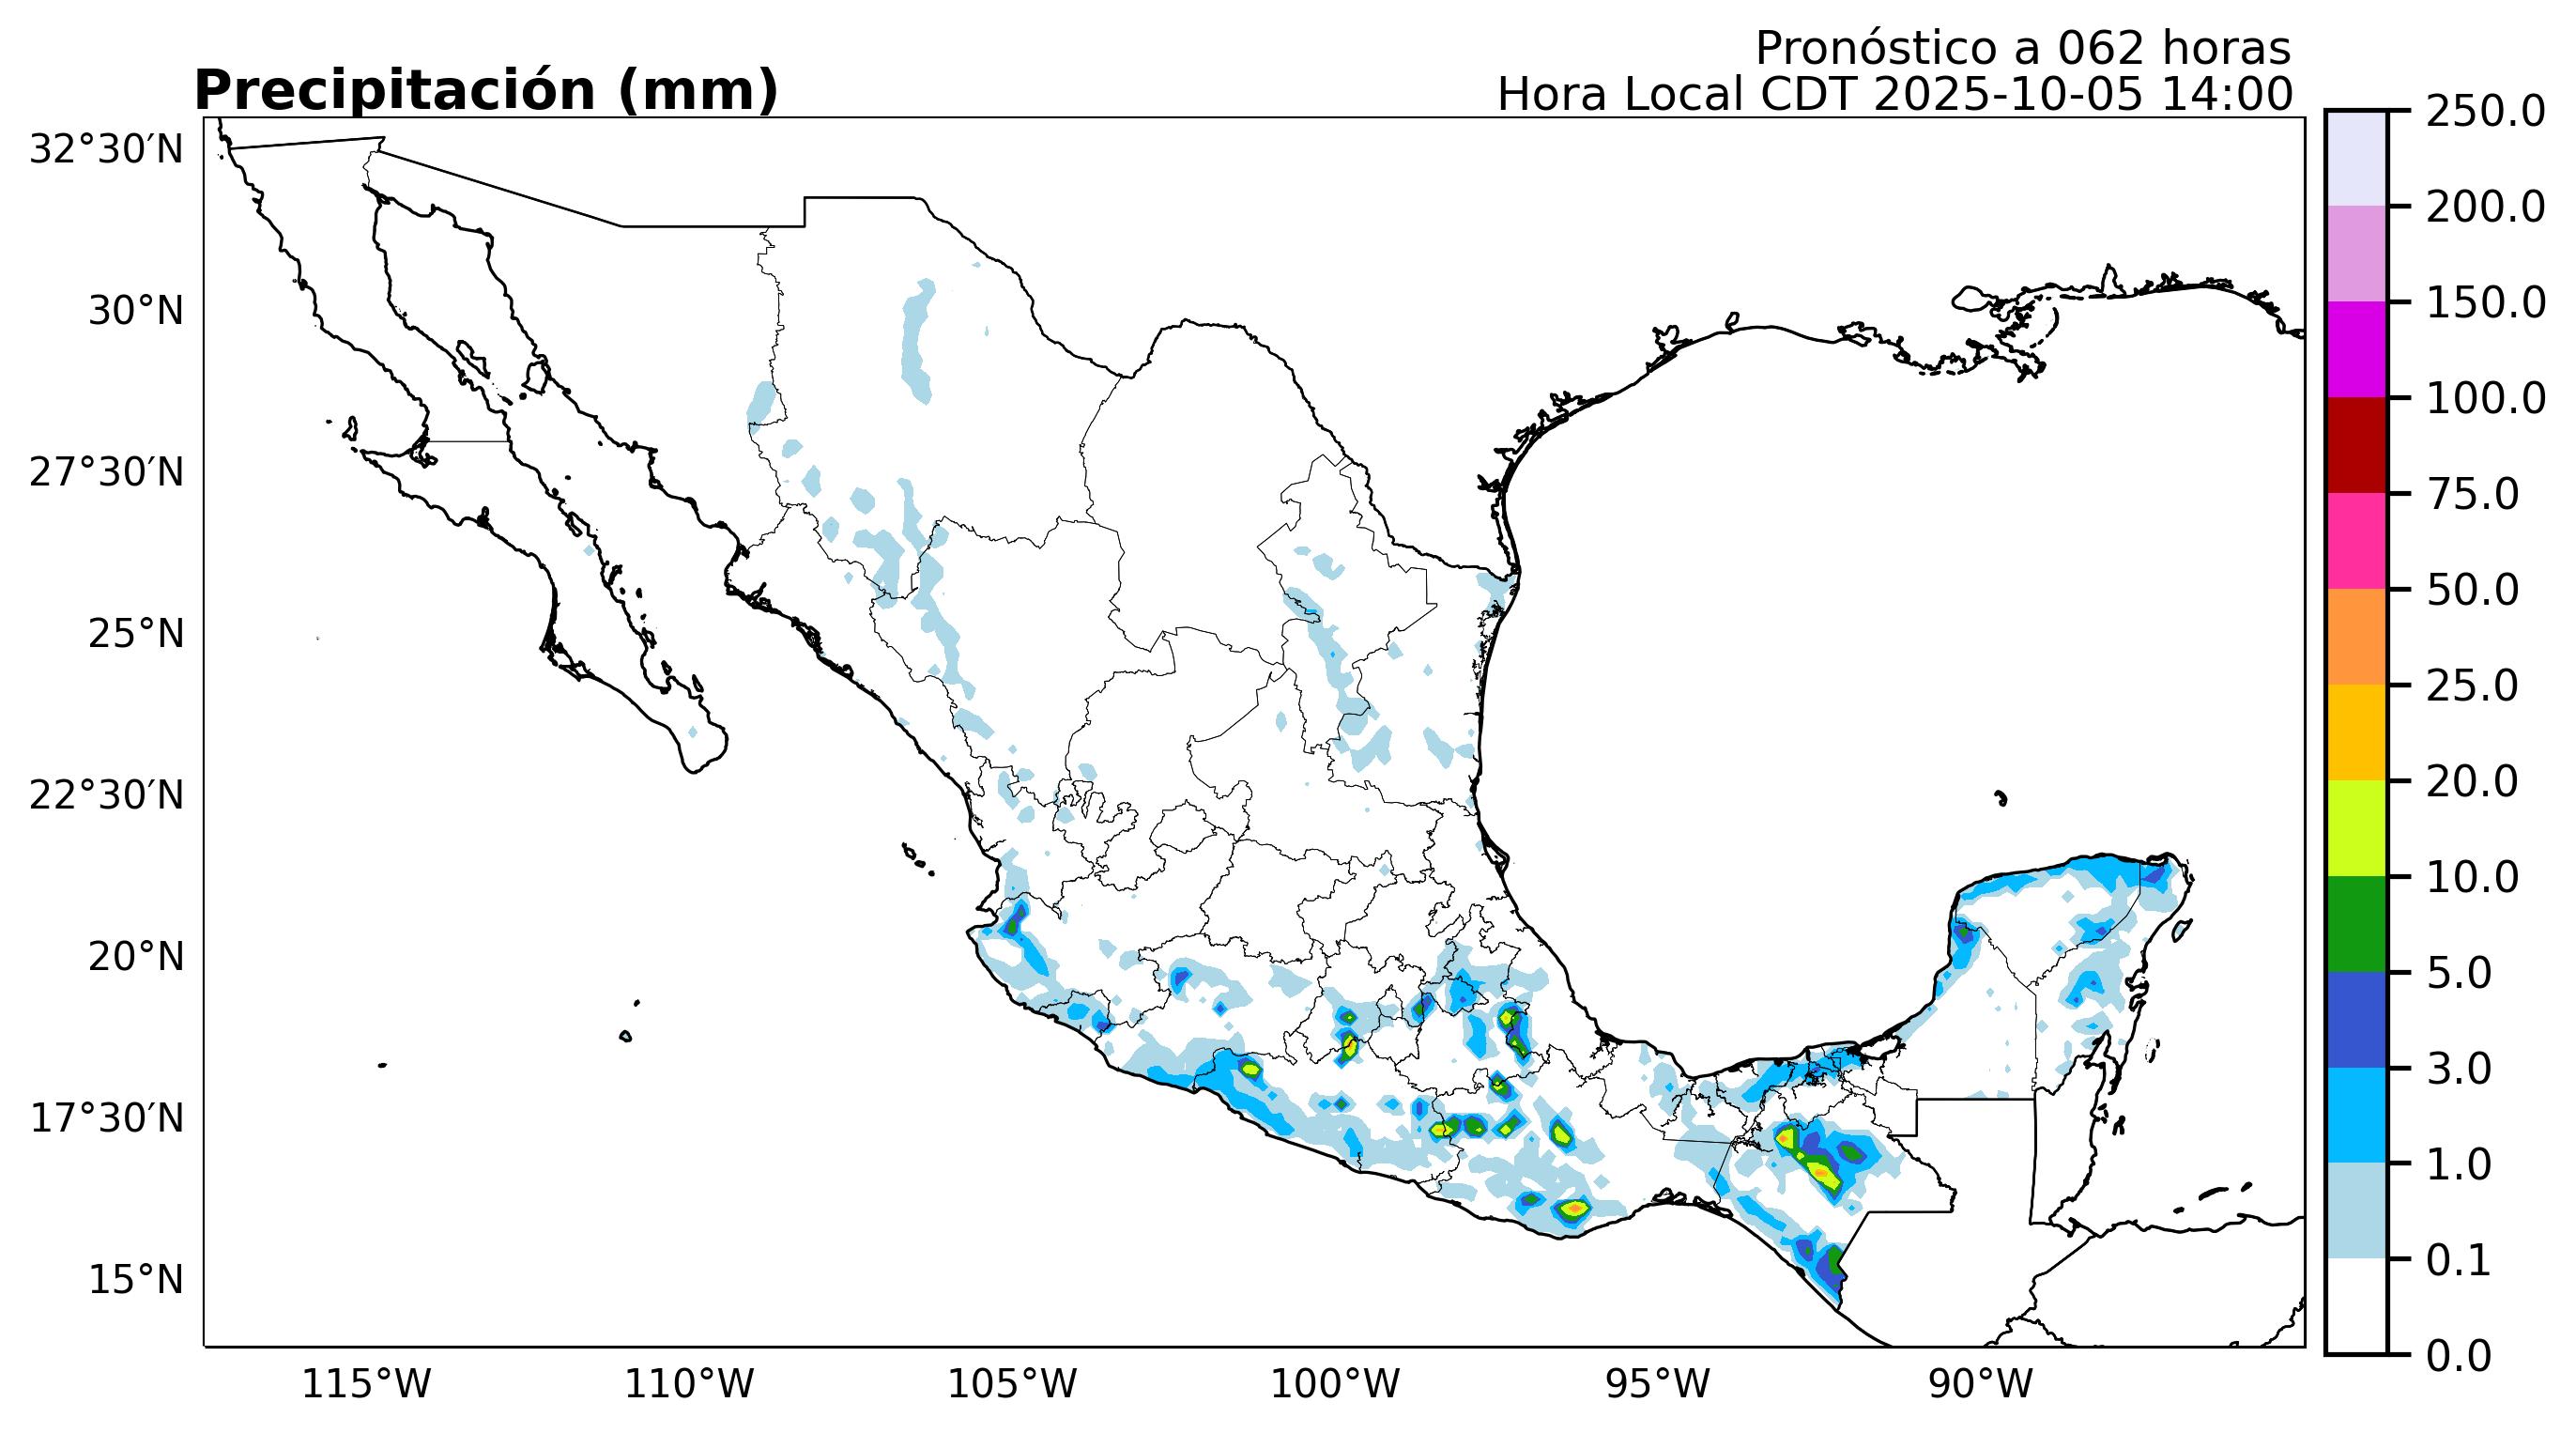 Pronóstico a 062 horas
Precipitación (mm)
Hora Local CDT 2025-10-05 14:00
32°30′N
30°N
27°30′N
25°N
22°30′N
20°N
17°30′N
15°N
115°W
110°W
105°W
100°W
95°W
90°W
250.0
200.0
150.0
100.0
75.0
50.0
25.0
20.0
10.0
5.0
3.0
1.0
0.1
0.0